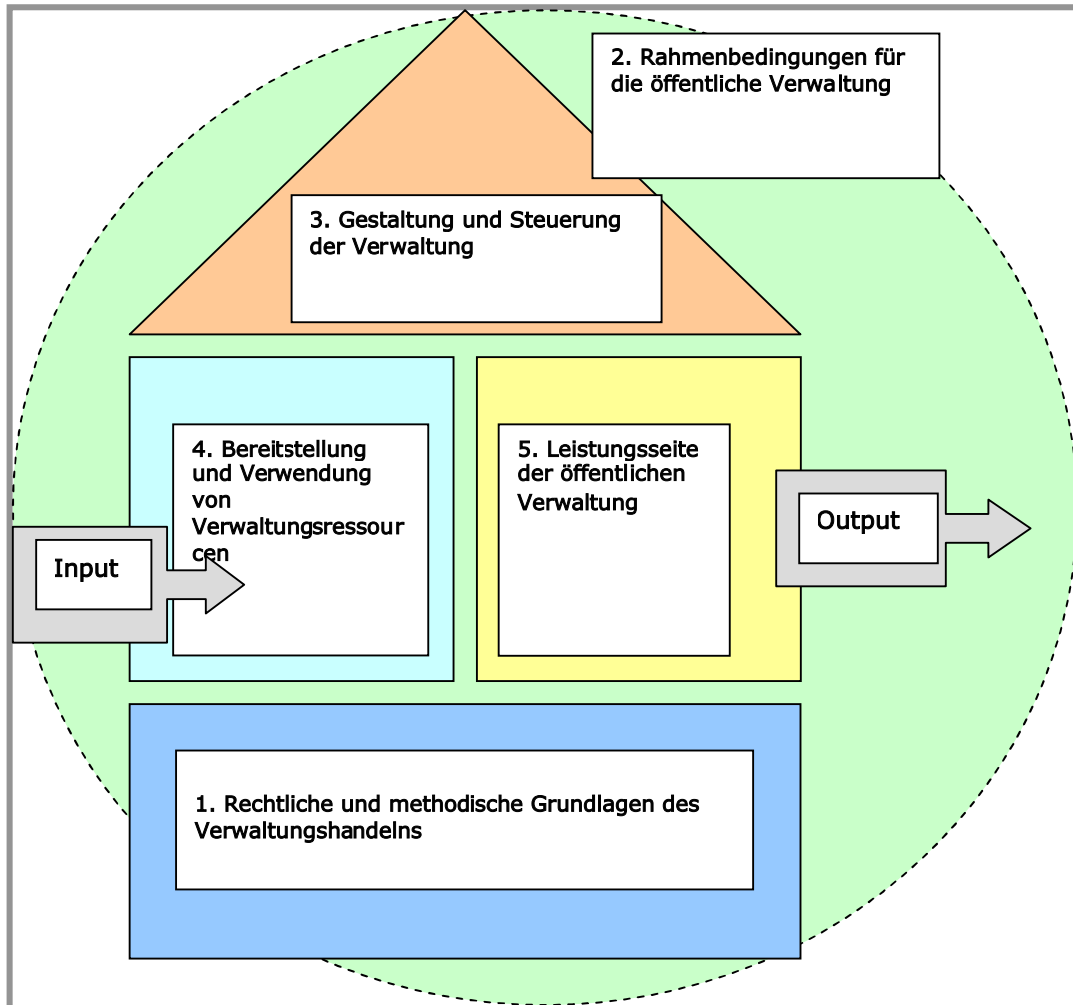 2. Rahmenbedingungen für
die öffentliche Verwaltung
3. Gestaltung und Steuerung
der Verwaltung
4. Bereitstellung
und Verwendung
von
Verwaltungsressour
cen
5. Leistungsseite
der öffentlichen
Verwaltung
Input
Output
1. Rechtliche und methodische Grundlagen des
Verwaltungshandelns